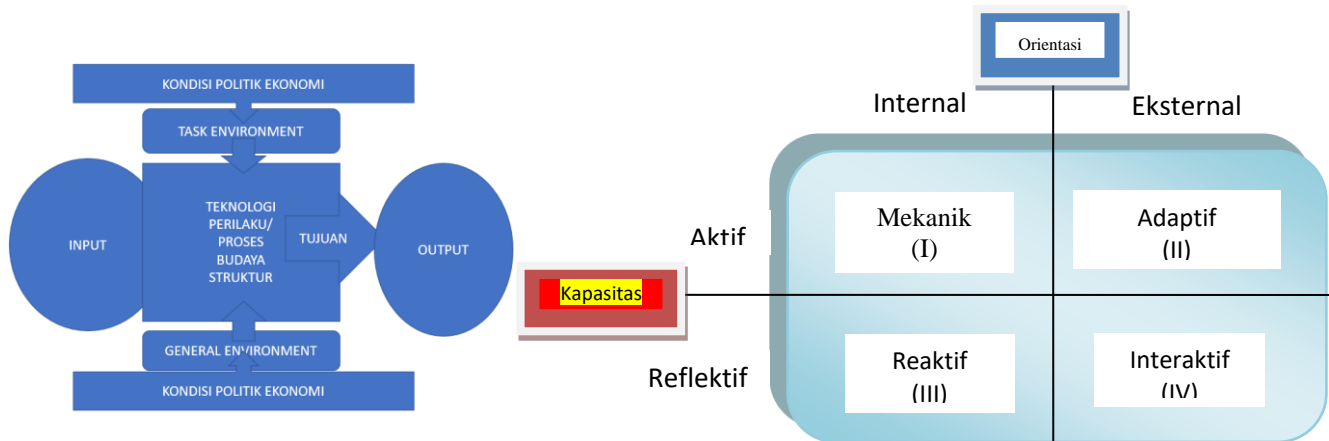 KONDISI POLITIK EKONOMI
TASK ENVIRONMENT
INPUT
TEKNOLOGI
PERILAKU/
PROSES
BUDAYA
STRUKTUR
TUJUAN
OUTPUT
GENERAL ENVIRONMENT
KONDISI POLITIK EKONOMI
Orientasi
Internal
Eksternal
Aktif
Mekanik
(I)
Adaptif
(II)
Kapasitas
Reflektif
Reaktif
(III)
Interaktif
(IV)